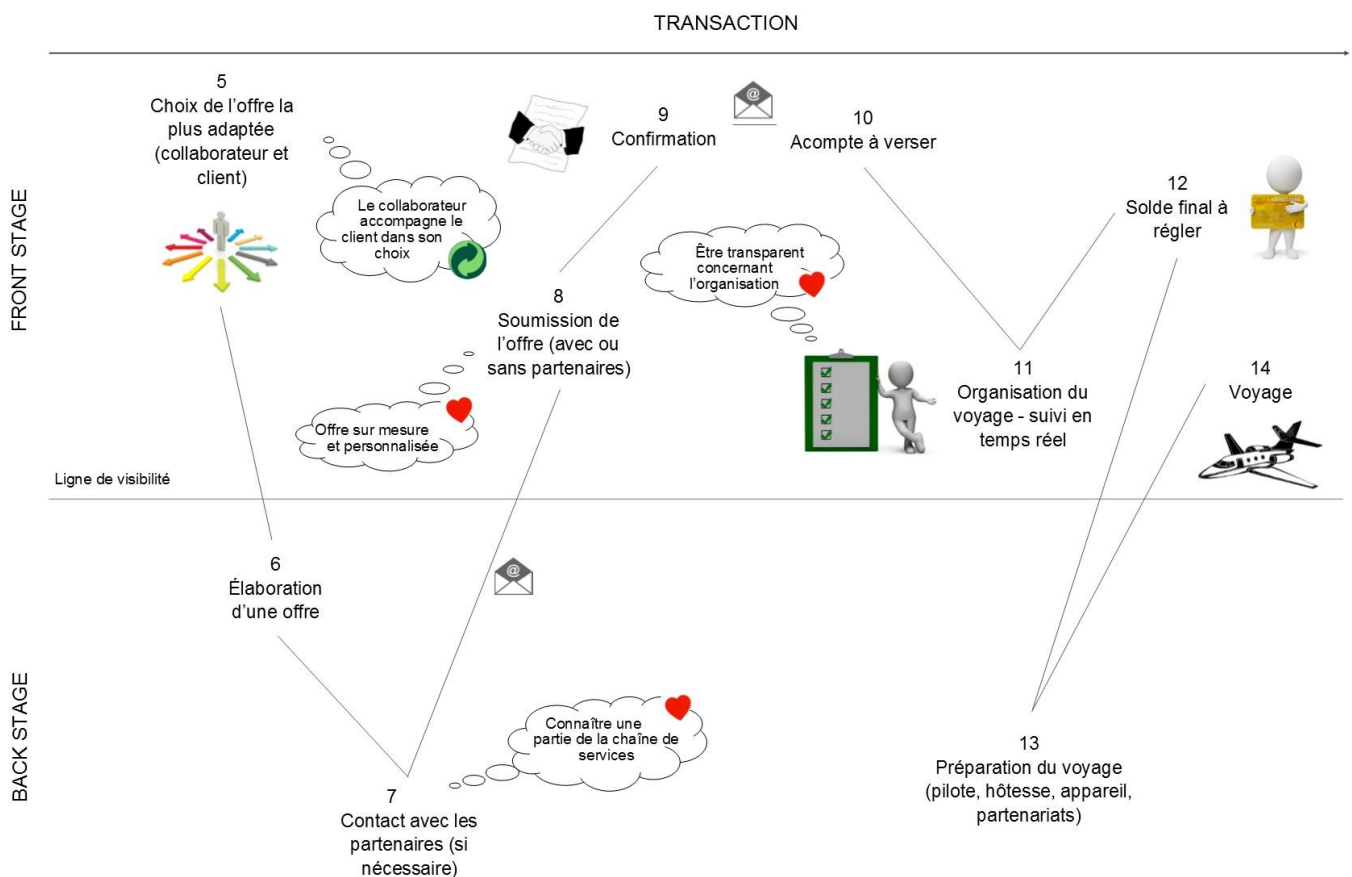 TRANSACTION
FRONT STAGE
5
Choix de l’offre la
plus adaptée
(collaborateur et
client)
Le collaborateur
accompagne le
client dans son
choix
9
Confirmation
@
10
Acompte à verser
12
Solde final à
régler
CREDIT CARD
Être transparent
concernant
l’organisation
8
Soumission de
l’offre (avec ou
sans partenaires)
Offre sur mesure
et personnalisée
11
Organisation du
voyage - suivi en
temps réel
14
Voyage
Ligne de visibilité
BACK STAGE
6
Élaboration
d’une offre
@
7
Contact avec les
partenaires (si
nécessaire)
Connaître une
partie de la chaîne de
services
13
Préparation du voyage
(pilote, hôtesse, appareil,
partenariats)